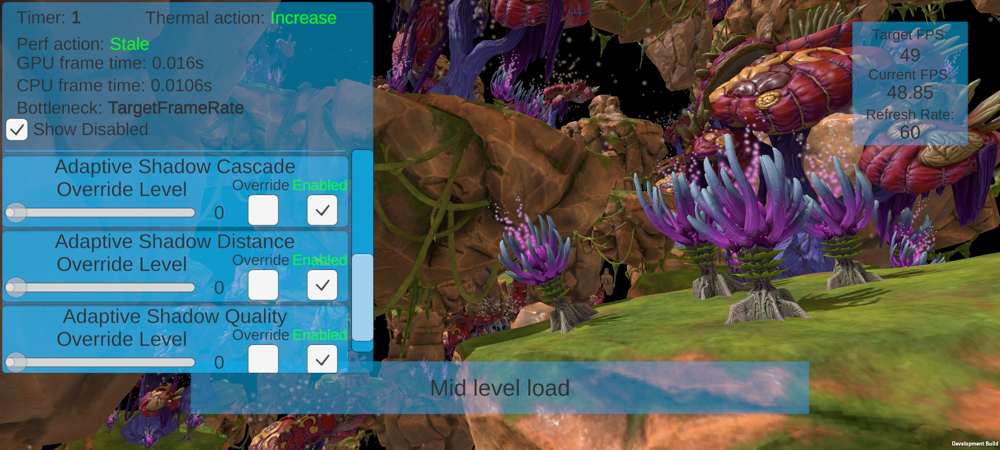 Timer: 1 Thermal action: Increase
Perf action: Stale
GPU frame time: 0.016s
CPU frame time: 0.0106s
Bottleneck: TargetFrameRate
Show Disabled
Adaptive Shadow Cascade
Override Level Override Enabled
0
Adaptive Shadow Distance
Override Level Override Enabled
0
Adaptive Shadow Quality
Override Level Override Enabled
0
Target FPS:
49
Current FPS:
48.85
Refresh Rate:
60
Mid level load
Development Build